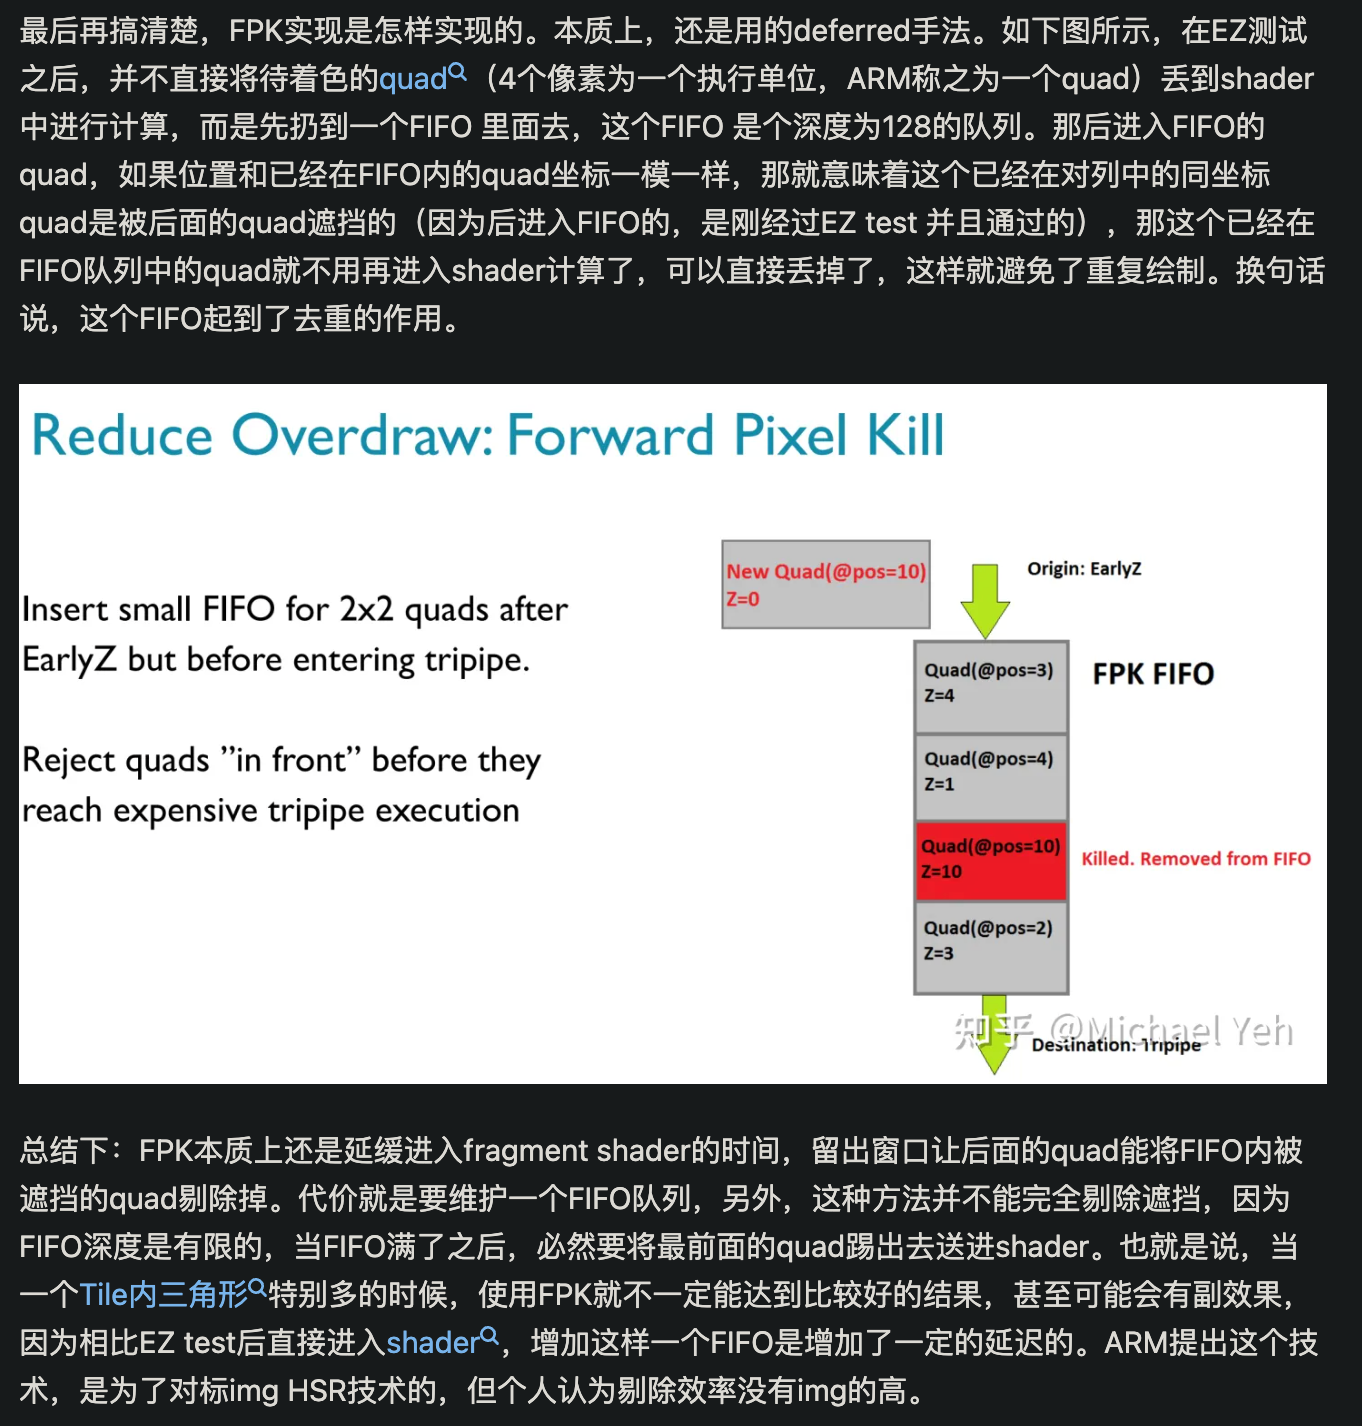 最后再搞清楚，FPK实现是怎样实现的。本质上，还是用的deferred手法。如下图所示，在EZ测试
之后，并不直接将待着色的quad（4个像素为一个执行单位，ARM称之为一个quad）丢到shader
中进行计算，而是先扔到一个FIFO 里面去，这个FIFO 是个深度为128的队列。那后进入FIFO的
quad，如果位置和已经在FIFO内的quad坐标一模一样，那就意味着这个已经在对列中的同坐标
quad是被后面的quad遮挡的（因为后进入FIFO的，是刚经过EZ test 并且通过的），那这个已经在
FIFO队列中的quad就不用再进入shader计算了，可以直接丢掉了，这样就避免了重复绘制。换句话
说，这个FIFO起到了去重的作用。
Reduce Overdraw: Forward Pixel Kill
Insert small FIFO for 2x2 quads after
EarlyZ but before entering tripipe.
Reject quads ”in front” before they
reach expensive tripipe execution
New Quad(@pos=10)
Z=0
Origin: EarlyZ
FPK FIFO
Quad(@pos=3)
Z=4
Quad(@pos=4)
Z=1
Quad(@pos=10)
Z=10
Killed. Removed from FIFO
Quad(@pos=2)
Z=3
知乎 @Michael Yeh
Destination: Tripipe
总结下：FPK本质上还是延缓进入fragment shader的时间，留出窗口让后面的quad能将FIFO内被
遮挡的quad剔除掉。代价就是要维护一个FIFO队列，另外，这种方法并不能完全剔除遮挡，因为
FIFO深度是有限的，当FIFO满了之后，必然要将最前面的quad踢出去送进shader。也就是说，当
一个Tile内三角形特别多的时候，使用FPK就不一定能达到比较好的结果，甚至可能会有副效果，
因为相比EZ test后直接进入shader，增加这样一个FIFO是增加了一定的延迟的。ARM提出这个技
术，是为了对标img HSR技术的，但个人认为剔除效率没有img的高。